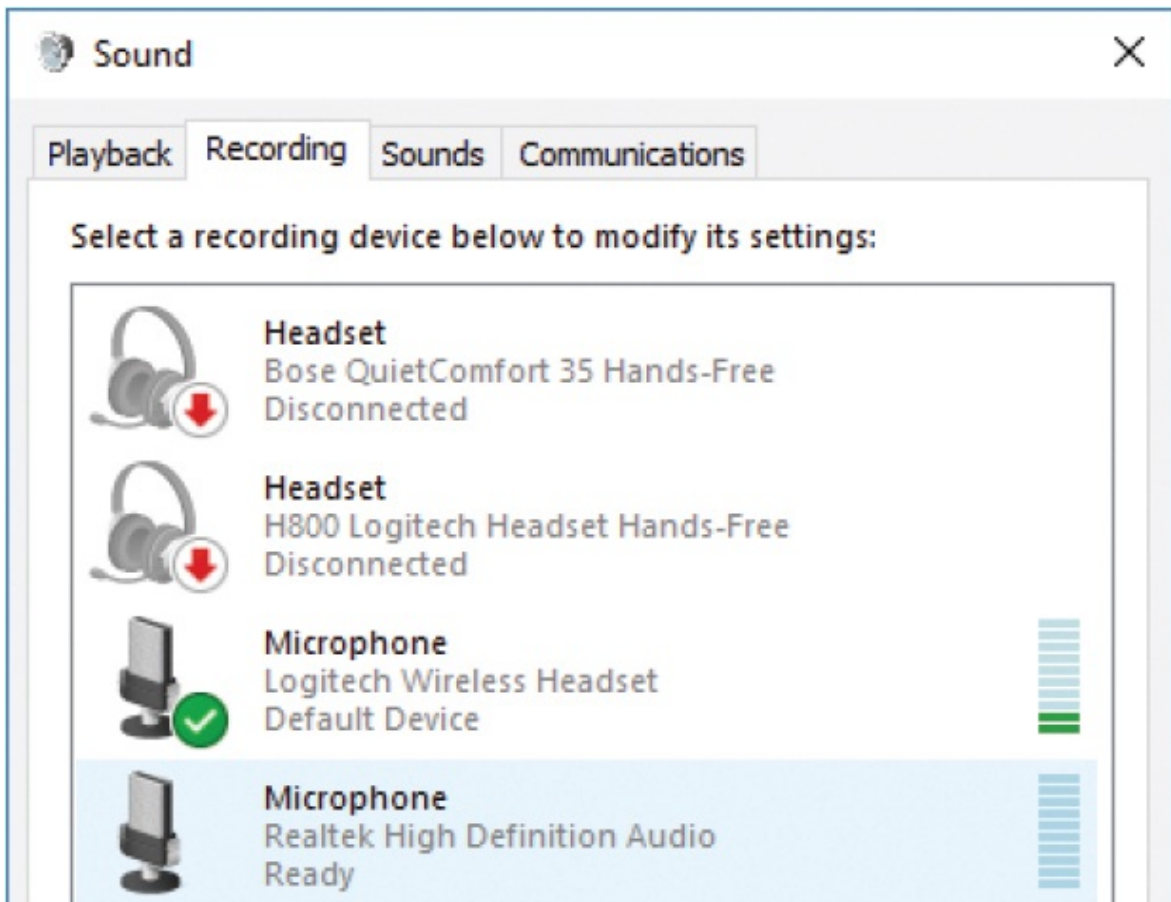 Sound
Playback Recording Sounds Communications
Select a recording device below to modify its settings:
Headset
Bose QuietComfort 35 Hands-Free
Disconnected
Headset
H800 Logitech Headset Hands-Free
Disconnected
Microphone
Logitech Wireless Headset
Default Device
Microphone
Realtek High Definition Audio
Ready